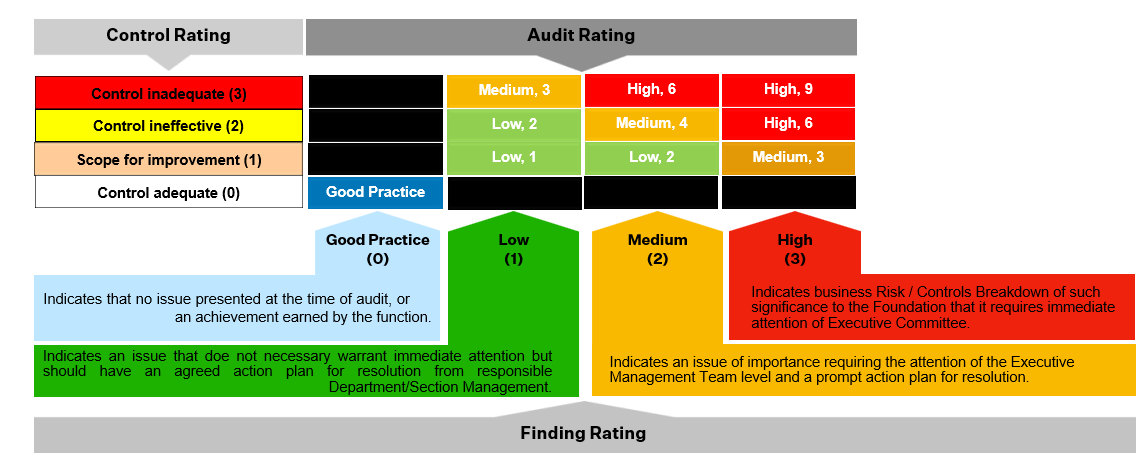 Control Rating
Audit Rating
Control inadequate (3)
Medium, 3
High, 6
High, 9
Control ineffective (2)
Low, 2
Medium, 4
High, 6
Scope for improvement (1)
Low, 1
Low, 2
Medium, 3
Control adequate (0)
Good Practice
Good Practice
(0)
Low
(1)
Medium
(2)
High
(3)
Indicates that no issue presented at the time of audit, or
an achievement earned by the function.
Indicates business Risk / Controls Breakdown of such
significance to the Foundation that it requires immediate
attention of Executive Committee.
Indicates an issue that doe not necessary warrant immediate attention but
should have an agreed action plan for resolution from responsible
Department/Section Management.
Indicates an issue of importance requiring the attention of the Executive
Management Team level and a prompt action plan for resolution.
Finding Rating